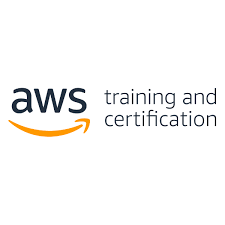 aws
training and
certification